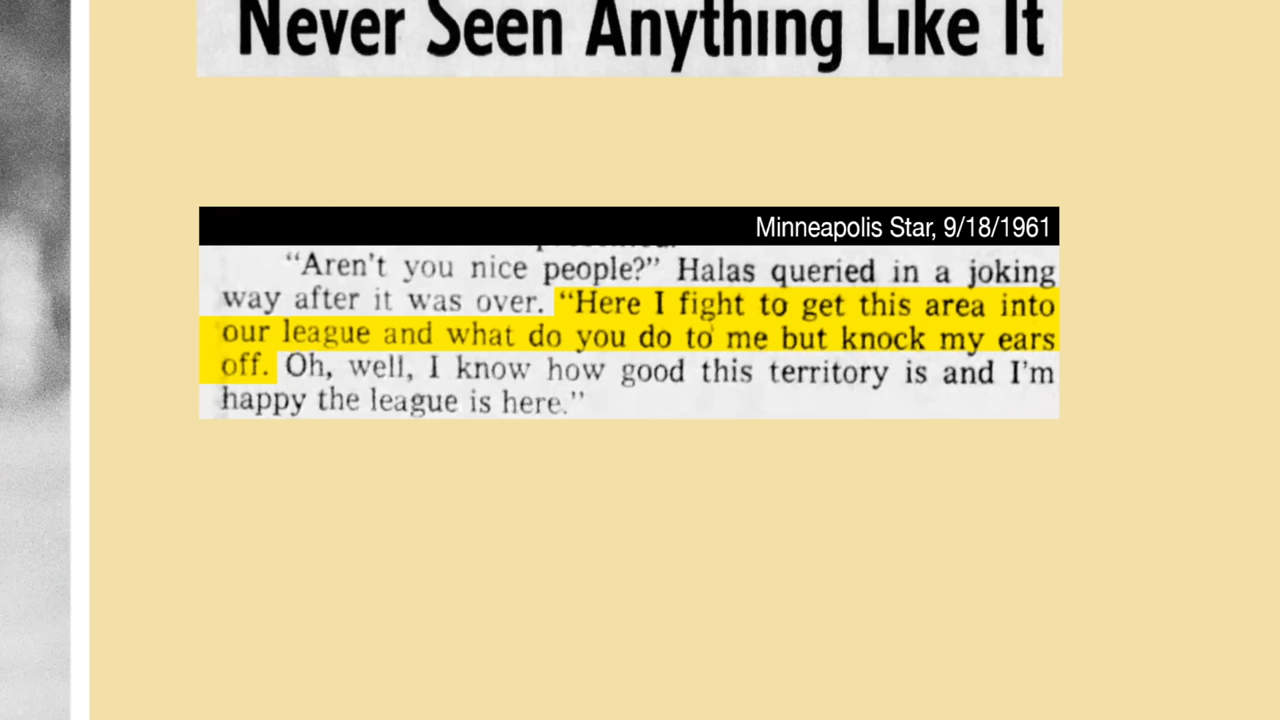 Never Seen Anything Like It
Minneapolis Star, 9/18/1961
“Aren't you nice people?” Halas queried in a joking
way after it was over. “Here I fight to get this area into
our league and what do you do to me but knock my ears
off. Oh, well, I know how good this territory is and I'm
happy the league is here.”